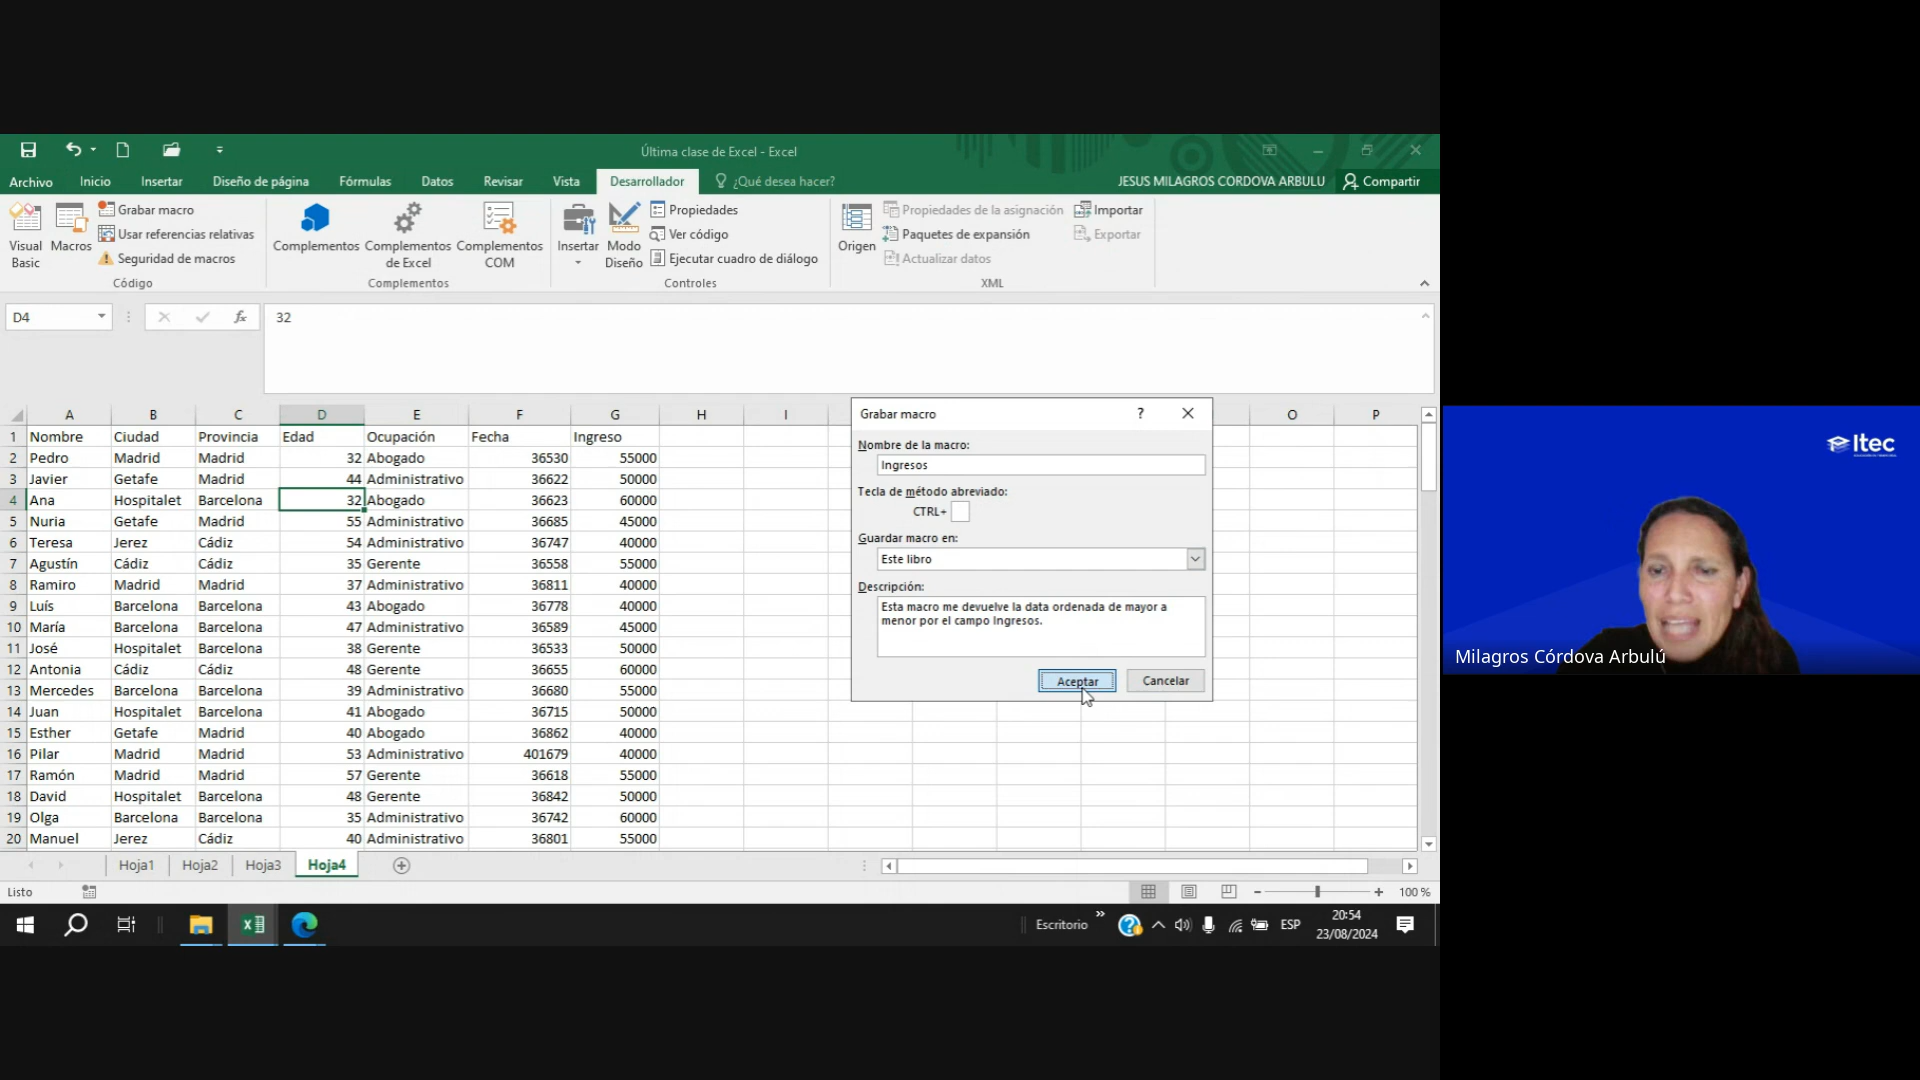 Última clase de Excel - Excel
Archivo Inicio Insertar Diseño de página Fórmulas Datos Revisar Vista Desarrollador ¿Qué desea hacer? JESUS MILAGROS CORDOVA ARBULU Compartir
Visual Basic
Macros
Grabar macro
Usar referencias relativas
Seguridad de macros
Código
Complementos
Complementos de Excel
Complementos COM
Complementos
Insertar
Modo Diseño
Propiedades
Ver código
Ejecutar cuadro de diálogo
Controles
Origen
Propiedades de la asignación
Paquetes de expansión
Actualizar datos
Importar
Exportar
XML
D4 fx 32
A B C D E F G H I O P
1 Nombre Ciudad Provincia Edad Ocupación Fecha Ingreso
2 Pedro Madrid Madrid 32 Abogado 36530 55000
3 Javier Getafe Madrid 44 Administrativo 36622 50000
4 Ana Hospitalet Barcelona 32 Abogado 36623 60000
5 Nuria Getafe Madrid 55 Administrativo 36685 45000
6 Teresa Jerez Cádiz 54 Administrativo 36747 40000
7 Agustín Cádiz Cádiz 35 Gerente 36558 55000
8 Ramiro Madrid Madrid 37 Administrativo 36811 40000
9 Luís Barcelona Barcelona 43 Abogado 36778 40000
10 María Barcelona Barcelona 47 Administrativo 36589 45000
11 José Hospitalet Barcelona 38 Gerente 36533 50000
12 Antonia Cádiz Cádiz 48 Gerente 36655 60000
13 Mercedes Barcelona Barcelona 39 Administrativo 36680 55000
14 Juan Hospitalet Barcelona 41 Abogado 36715 50000
15 Esther Getafe Madrid 40 Abogado 36862 40000
16 Pilar Madrid Madrid 53 Administrativo 401679 40000
17 Ramón Madrid Madrid 57 Gerente 36618 55000
18 David Hospitalet Barcelona 48 Gerente 36842 50000
19 Olga Barcelona Barcelona 35 Administrativo 36742 60000
20 Manuel Jerez Cádiz 40 Administrativo 36801 55000
Grabar macro ?
Nombre de la macro:
Ingresos
Tecla de método abreviado:
CTRL+
Guardar macro en:
Este libro
Descripción:
Esta macro me devuelve la data ordenada de mayor a
menor por el campo Ingresos.
Aceptar Cancelar
Hoja1 Hoja2 Hoja3 Hoja4
Listo 100 %
Escritorio ESP 20:54
23/08/2024
Itec
Milagros Córdova Arbulú